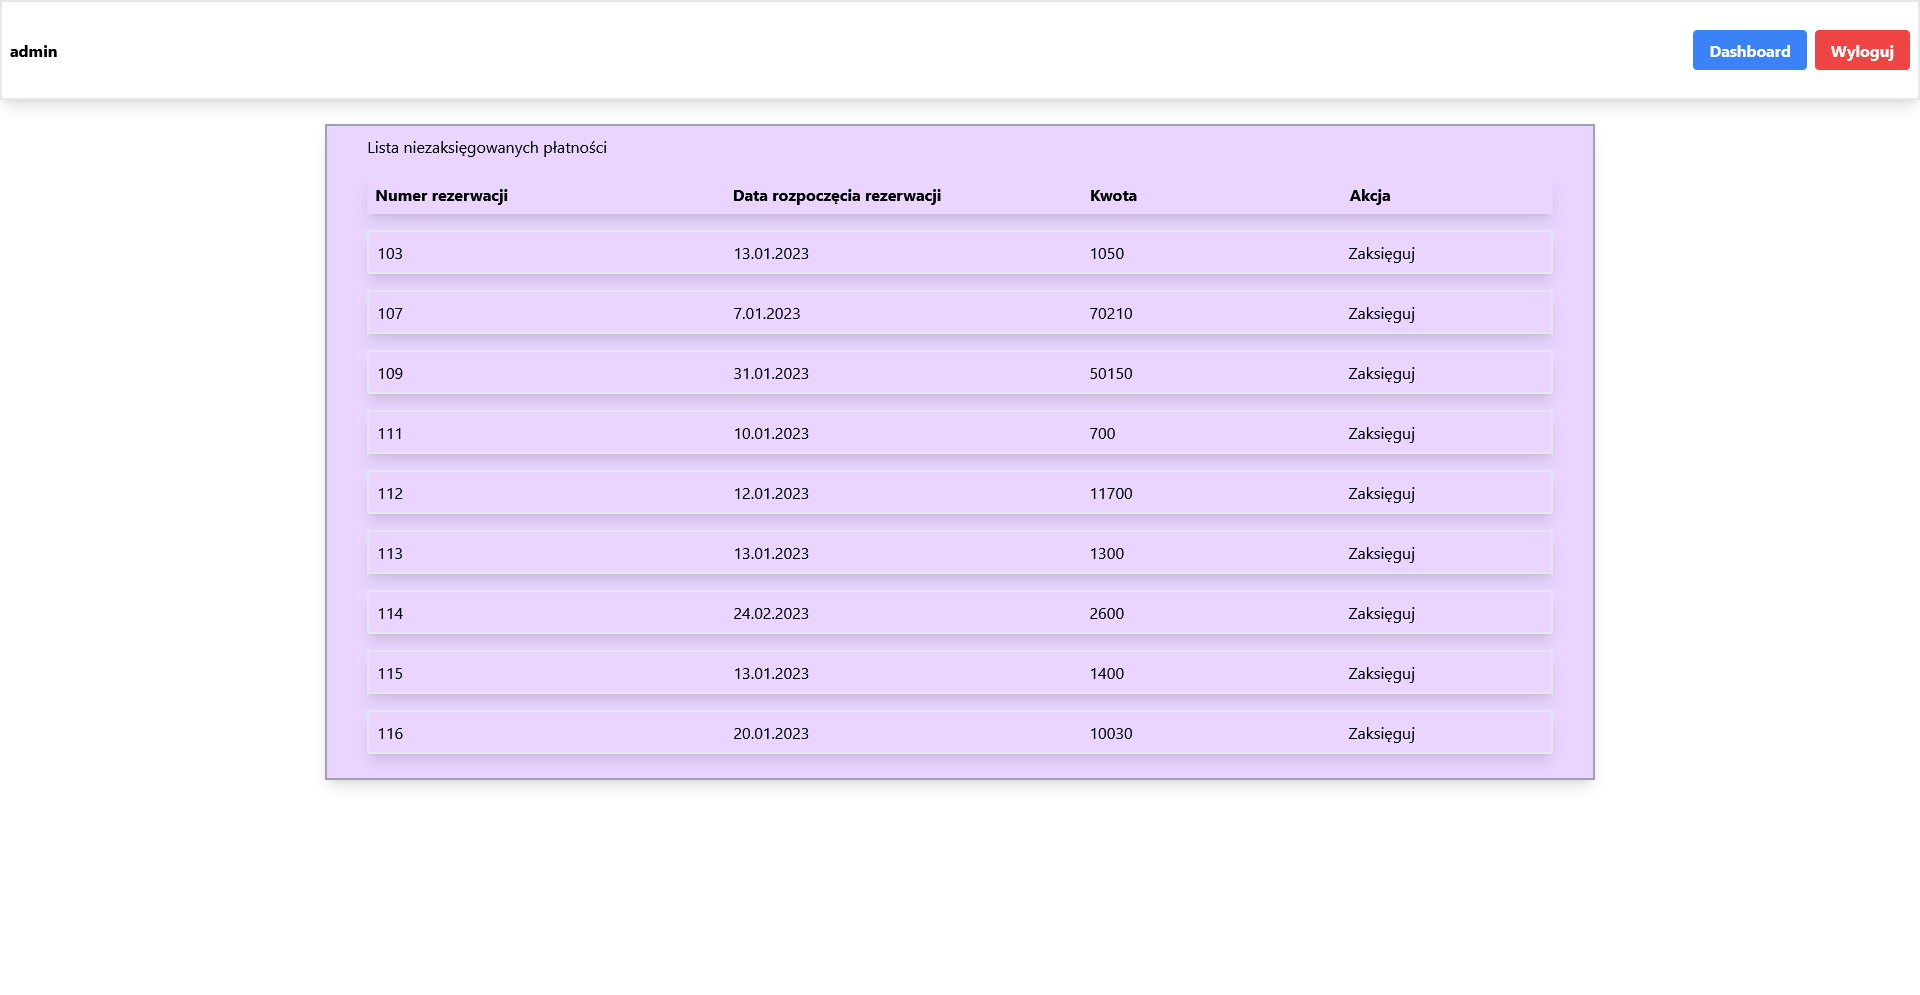 admin Dashboard Wyloguj
Lista niezaksięgowanych płatności
Numer rezerwacji Data rozpoczęcia rezerwacji Kwota Akcja
103 13.01.2023 1050 Zaksięguj
107 7.01.2023 70210 Zaksięguj
109 31.01.2023 50150 Zaksięguj
111 10.01.2023 700 Zaksięguj
112 12.01.2023 11700 Zaksięguj
113 13.01.2023 1300 Zaksięguj
114 24.02.2023 2600 Zaksięguj
115 13.01.2023 1400 Zaksięguj
116 20.01.2023 10030 Zaksięguj